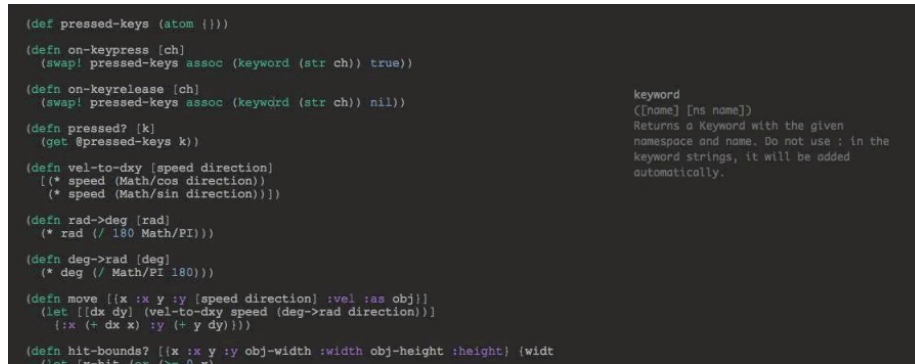 (def pressed-keys (atom {}))
(defn on-keypress [ch]
(swap! pressed-keys assoc (keyword (str ch)) true))
(defn on-keyrelease [ch]
(swap! pressed-keys assoc (keyword (str ch)) nil))
(defn pressed? [k]
(get @pressed-keys k))
(defn vel-to-dxy [speed direction]
[(* speed (Math/cos direction))
(* speed (Math/sin direction))])
(defn rad->deg [rad]
(* rad (/ 180 Math/PI)))
(defn deg->rad [deg]
(* deg (/ Math/PI 180)))
(defn move [{x :x y :y [speed direction] :vel :as obj}]
(let [[dx dy] (vel-to-dxy speed (deg->rad direction))]
{:x (+ dx x) :y (+ y dy)}))
(defn hit-bounds? [{x :x y :y obj-width :width obj-height :height} {widt
(let [x-hit (or (>= 0 x)
keyword
([name] [ns name])
Returns a Keyword with the given
namespace and name. Do not use : in the
keyword strings, it will be added
automatically.